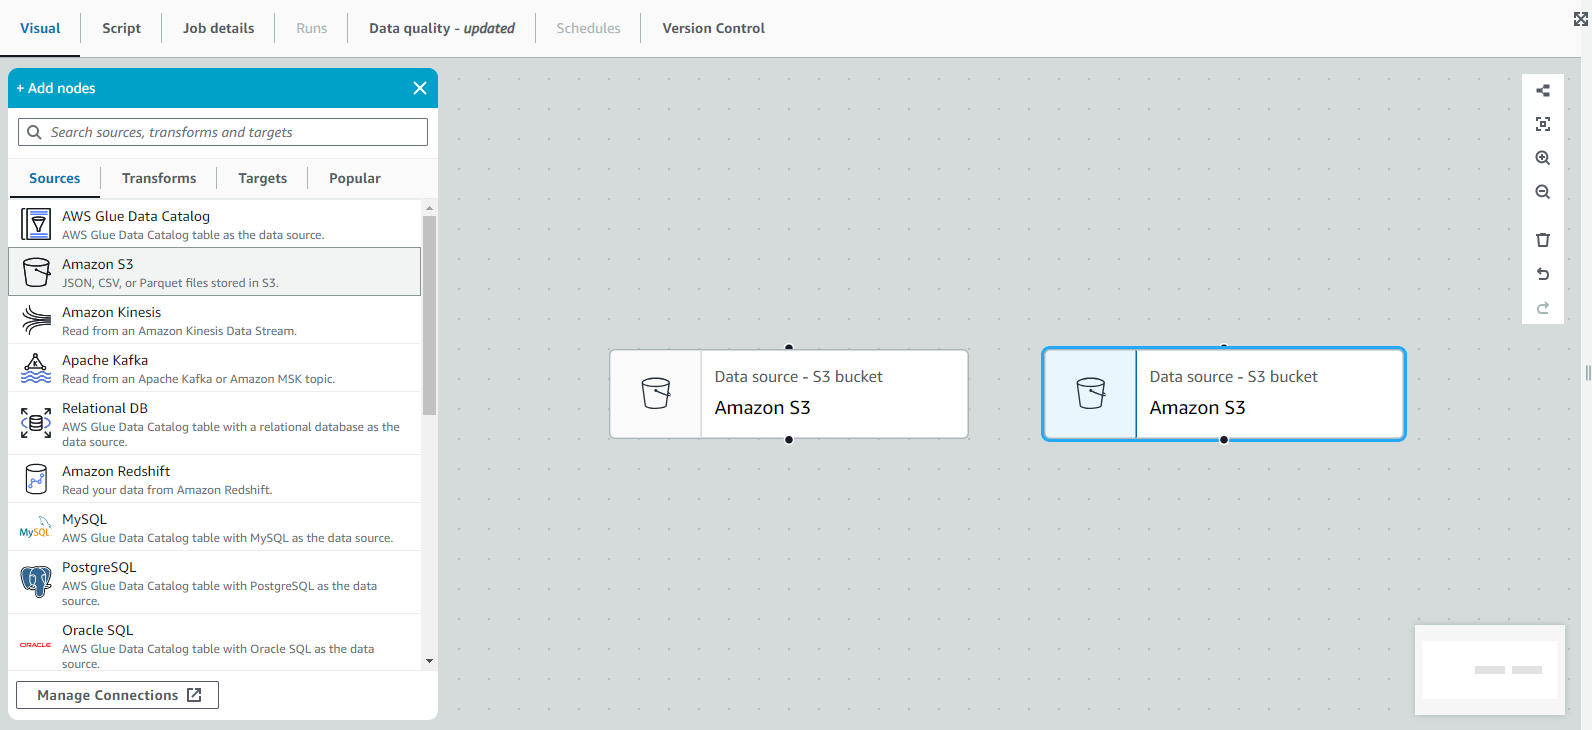 Visual
Script
Job details
Runs
Data quality - updated
Schedules
Version Control
+ Add nodes
Search sources, transforms and targets
Sources
Transforms
Targets
Popular
AWS Glue Data Catalog
AWS Glue Data Catalog table as the data source.
Amazon S3
JSON, CSV, or Parquet files stored in S3.
Amazon Kinesis
Read from an Amazon Kinesis Data Stream.
K
Apache Kafka
Read from an Apache Kafka or Amazon MSK topic.
Relational DB
AWS Glue Data Catalog table with a relational database as the
data source.
Amazon Redshift
Read your data from Amazon Redshift.
MySQL
MySQL
AWS Glue Data Catalog table with MySQL as the data source.
PostgreSQL
AWS Glue Data Catalog table with PostgreSQL as the data
source.
ORACLE
Oracle SQL
AWS Glue Data Catalog table with Oracle SQL as the data
source.
Manage Connections
Data source - S3 bucket
Amazon S3
Data source - S3 bucket
Amazon S3